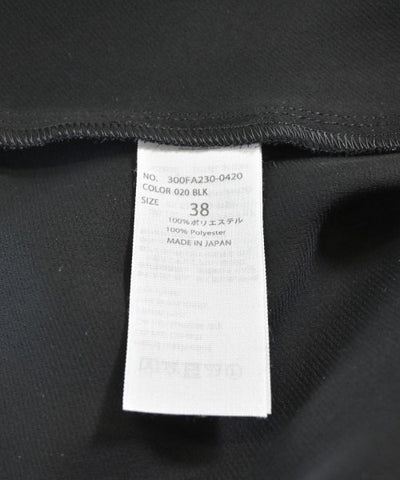 NO. 300FA230-0420
COLOR 020 BLK
SIZE 38
100%ポリエステル
100% Polyester
MADE IN JAPAN